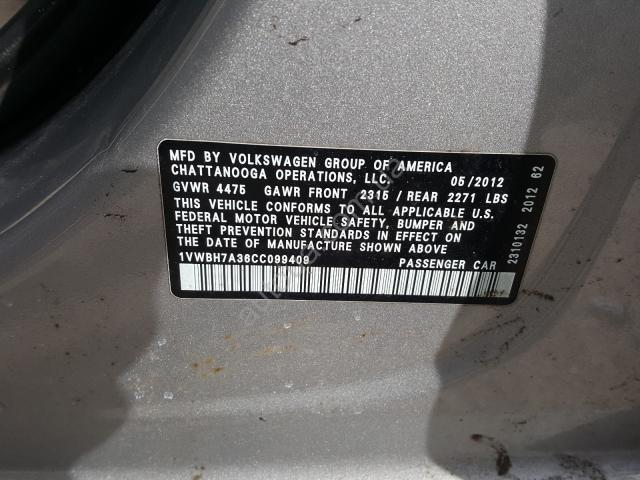 MFD BY VOLKSWAGEN GROUP OF AMERICA
CHATTANOOGA OPERATIONS, LLC. 05/2012
GVWR 4475 GAWR FRONT 2315 / REAR 2271 LBS
THIS VEHICLE CONFORMS TO ALL APPLICABLE U.S.
FEDERAL MOTOR VEHICLE SAFETY, BUMPER AND
THEFT PREVENTION STANDARDS IN EFFECT ON
THE DATE OF MANUFACTURE SHOWN ABOVE
1VWBH7A36CC099409 PASSENGER CAR
2310132 2012 62